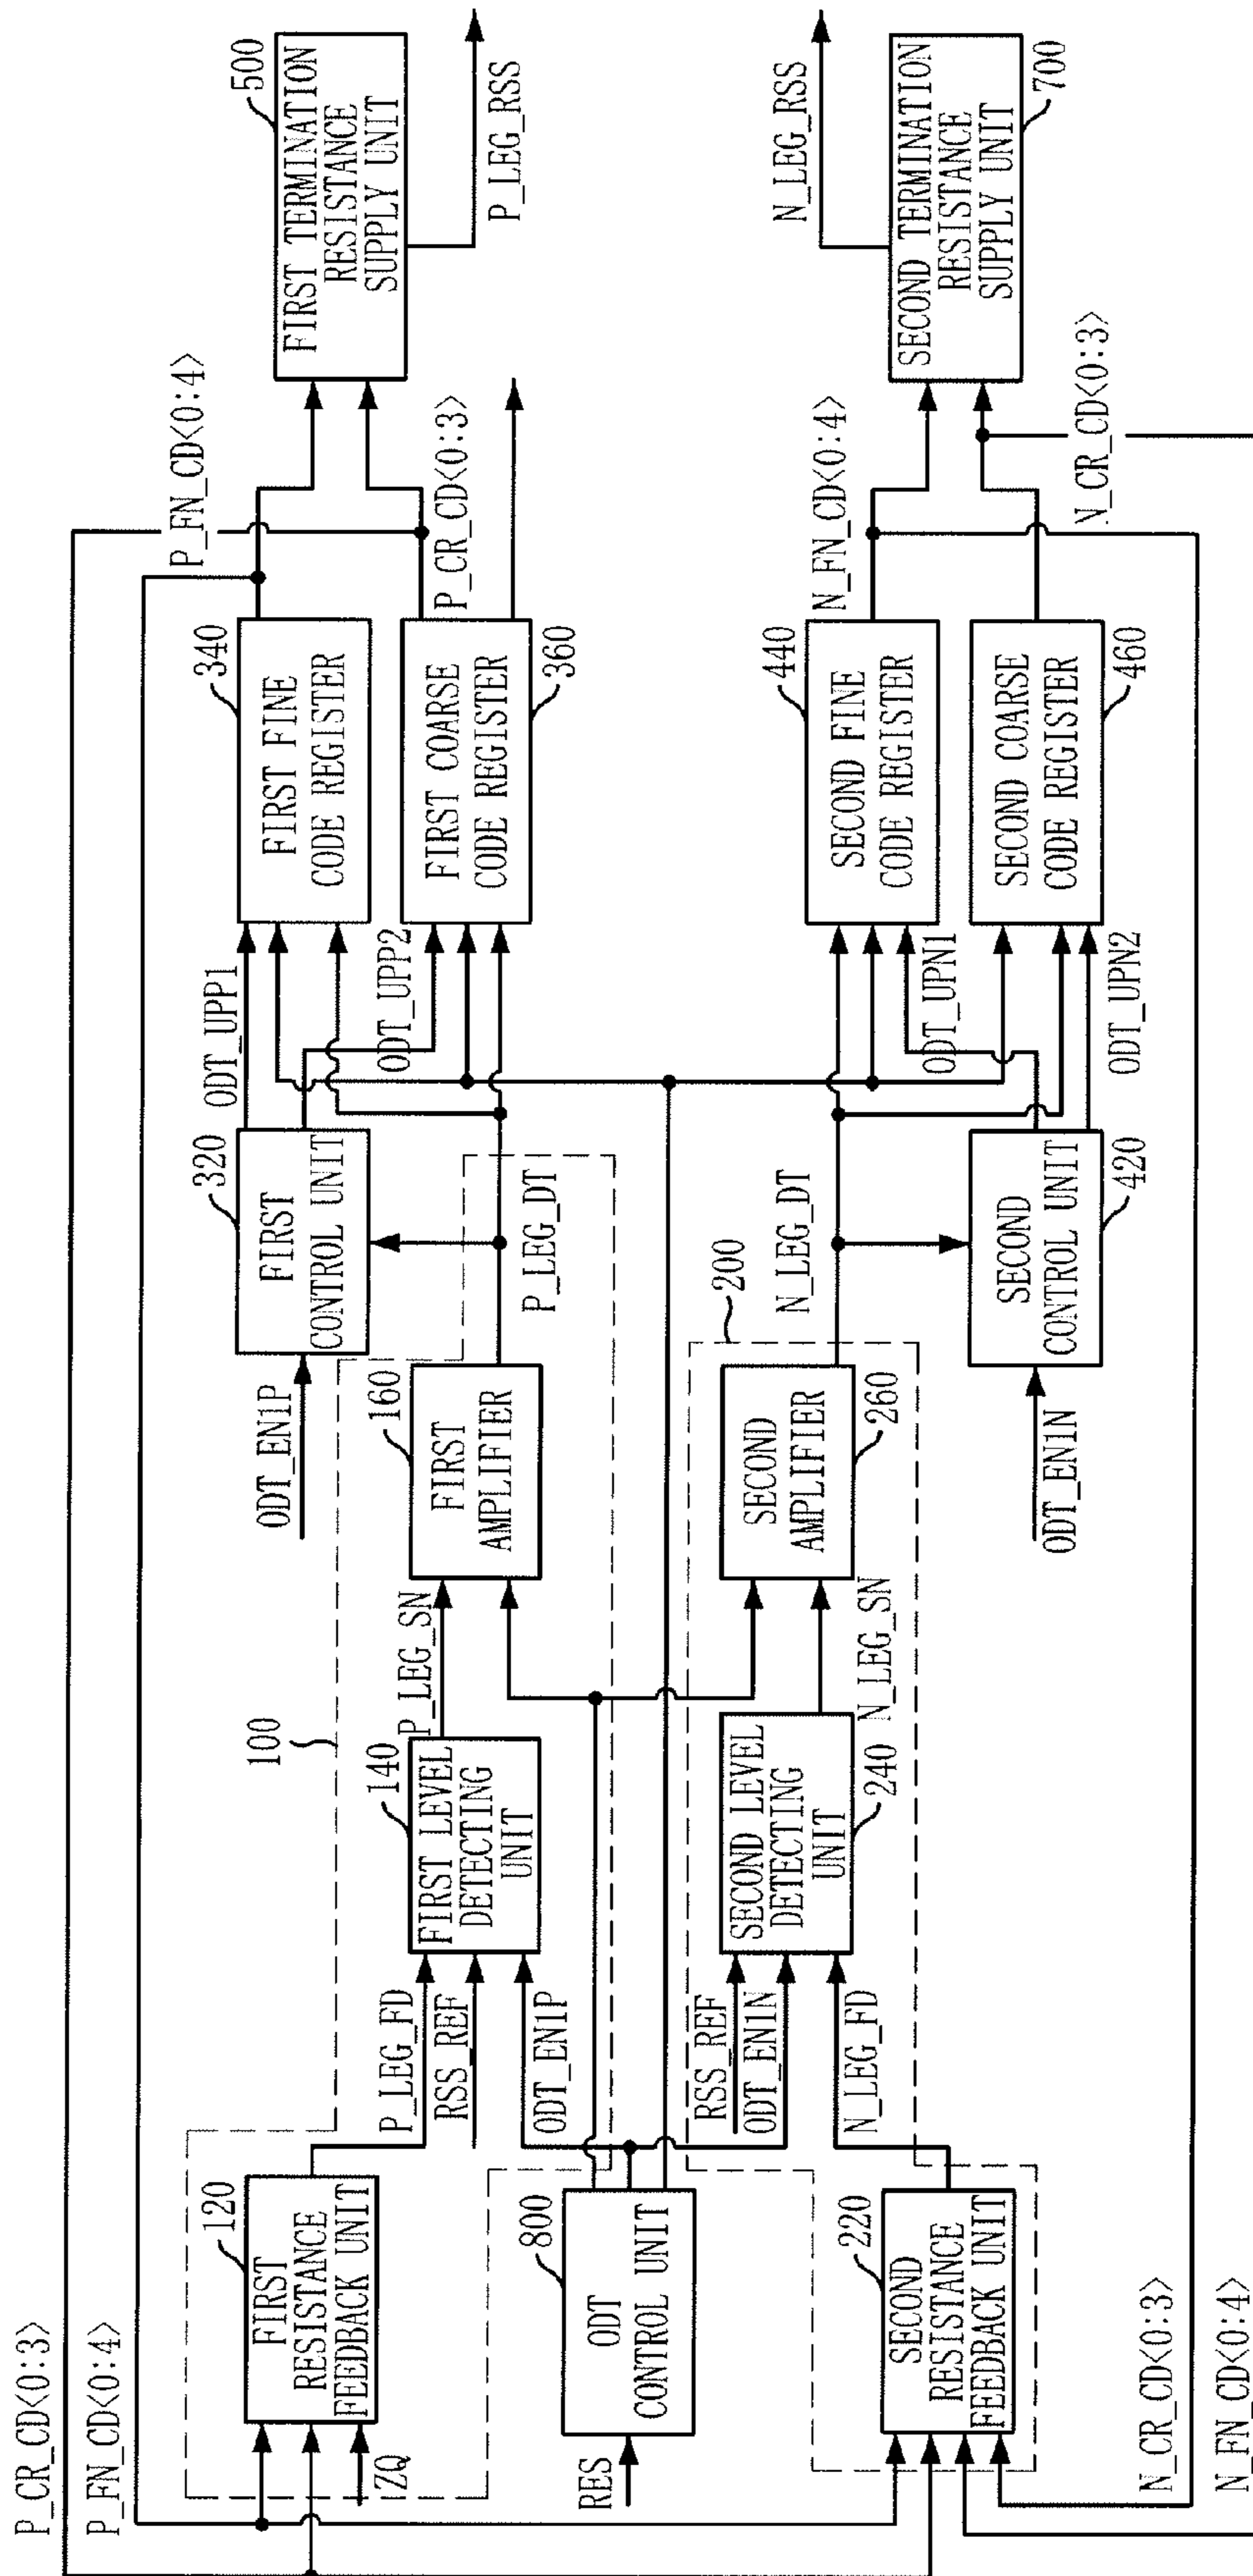 P_CR_CD<0:3>
P_FN_CD<0:4>
120
FIRST
RESISTANCE
FEEDBACK UNIT
ZQ
100
P_LEG_FD
RSS_REF
ODT_EN1P
140
FIRST LEVEL
DETECTING
UNIT
P_LEG_SN
160
FIRST
AMPLIFIER
P_LEG_DT
ODT_EN1P
320
FIRST
CONTROL UNIT
ODT_UPP1
ODT_UPP2
340
FIRST FINE
CODE REGISTER
FIRST COARSE
CODE REGISTER
360
P_FN_CD<0:4>
P_CR_CD<0:3>
500
FIRST TERMINATION
RESISTANCE
SUPPLY UNIT
P_LEG_RSS
800
ODT
CONTROL UNIT
RES
220
SECOND
RESISTANCE
FEEDBACK UNIT
N_CR_CD<0:3>
N_FN_CD<0:4>
RSS_REF
ODT_EN1N
N_LEG_FD
SECOND LEVEL
DETECTING
UNIT
240
N_LEG_SN
200
SECOND
AMPLIFIER
260
N_LEG_DT
SECOND
CONTROL UNIT
420
ODT_EN1N
ODT_UPN1
ODT_UPN2
440
SECOND FINE
CODE REGISTER
SECOND COARSE
CODE REGISTER
460
N_FN_CD<0:4>
N_CR_CD<0:3>
N_LEG_RSS
SECOND TERMINATION
RESISTANCE
SUPPLY UNIT
700